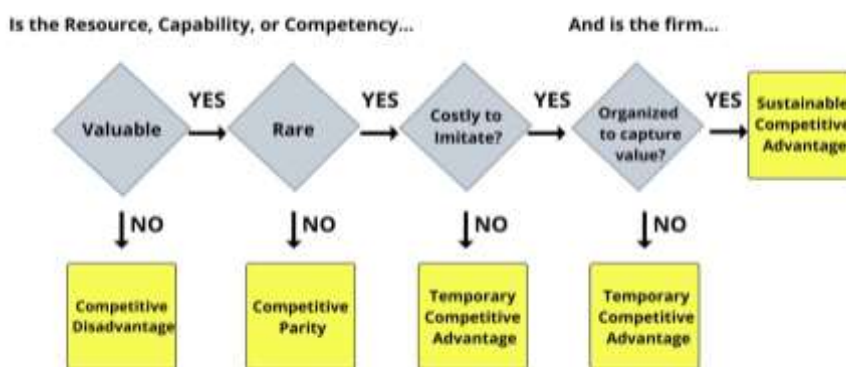 Is the Resource, Capability, or Competency...
And is the firm...
Valuable
YES
Rare
YES
Costly to
Imitate?
YES
Organized
to capture
value?
YES
Sustainable
Competitive
Advantage
NO
NO
NO
NO
Competitive
Disadvantage
Competitive
Parity
Temporary
Competitive
Advantage
Temporary
Competitive
Advantage